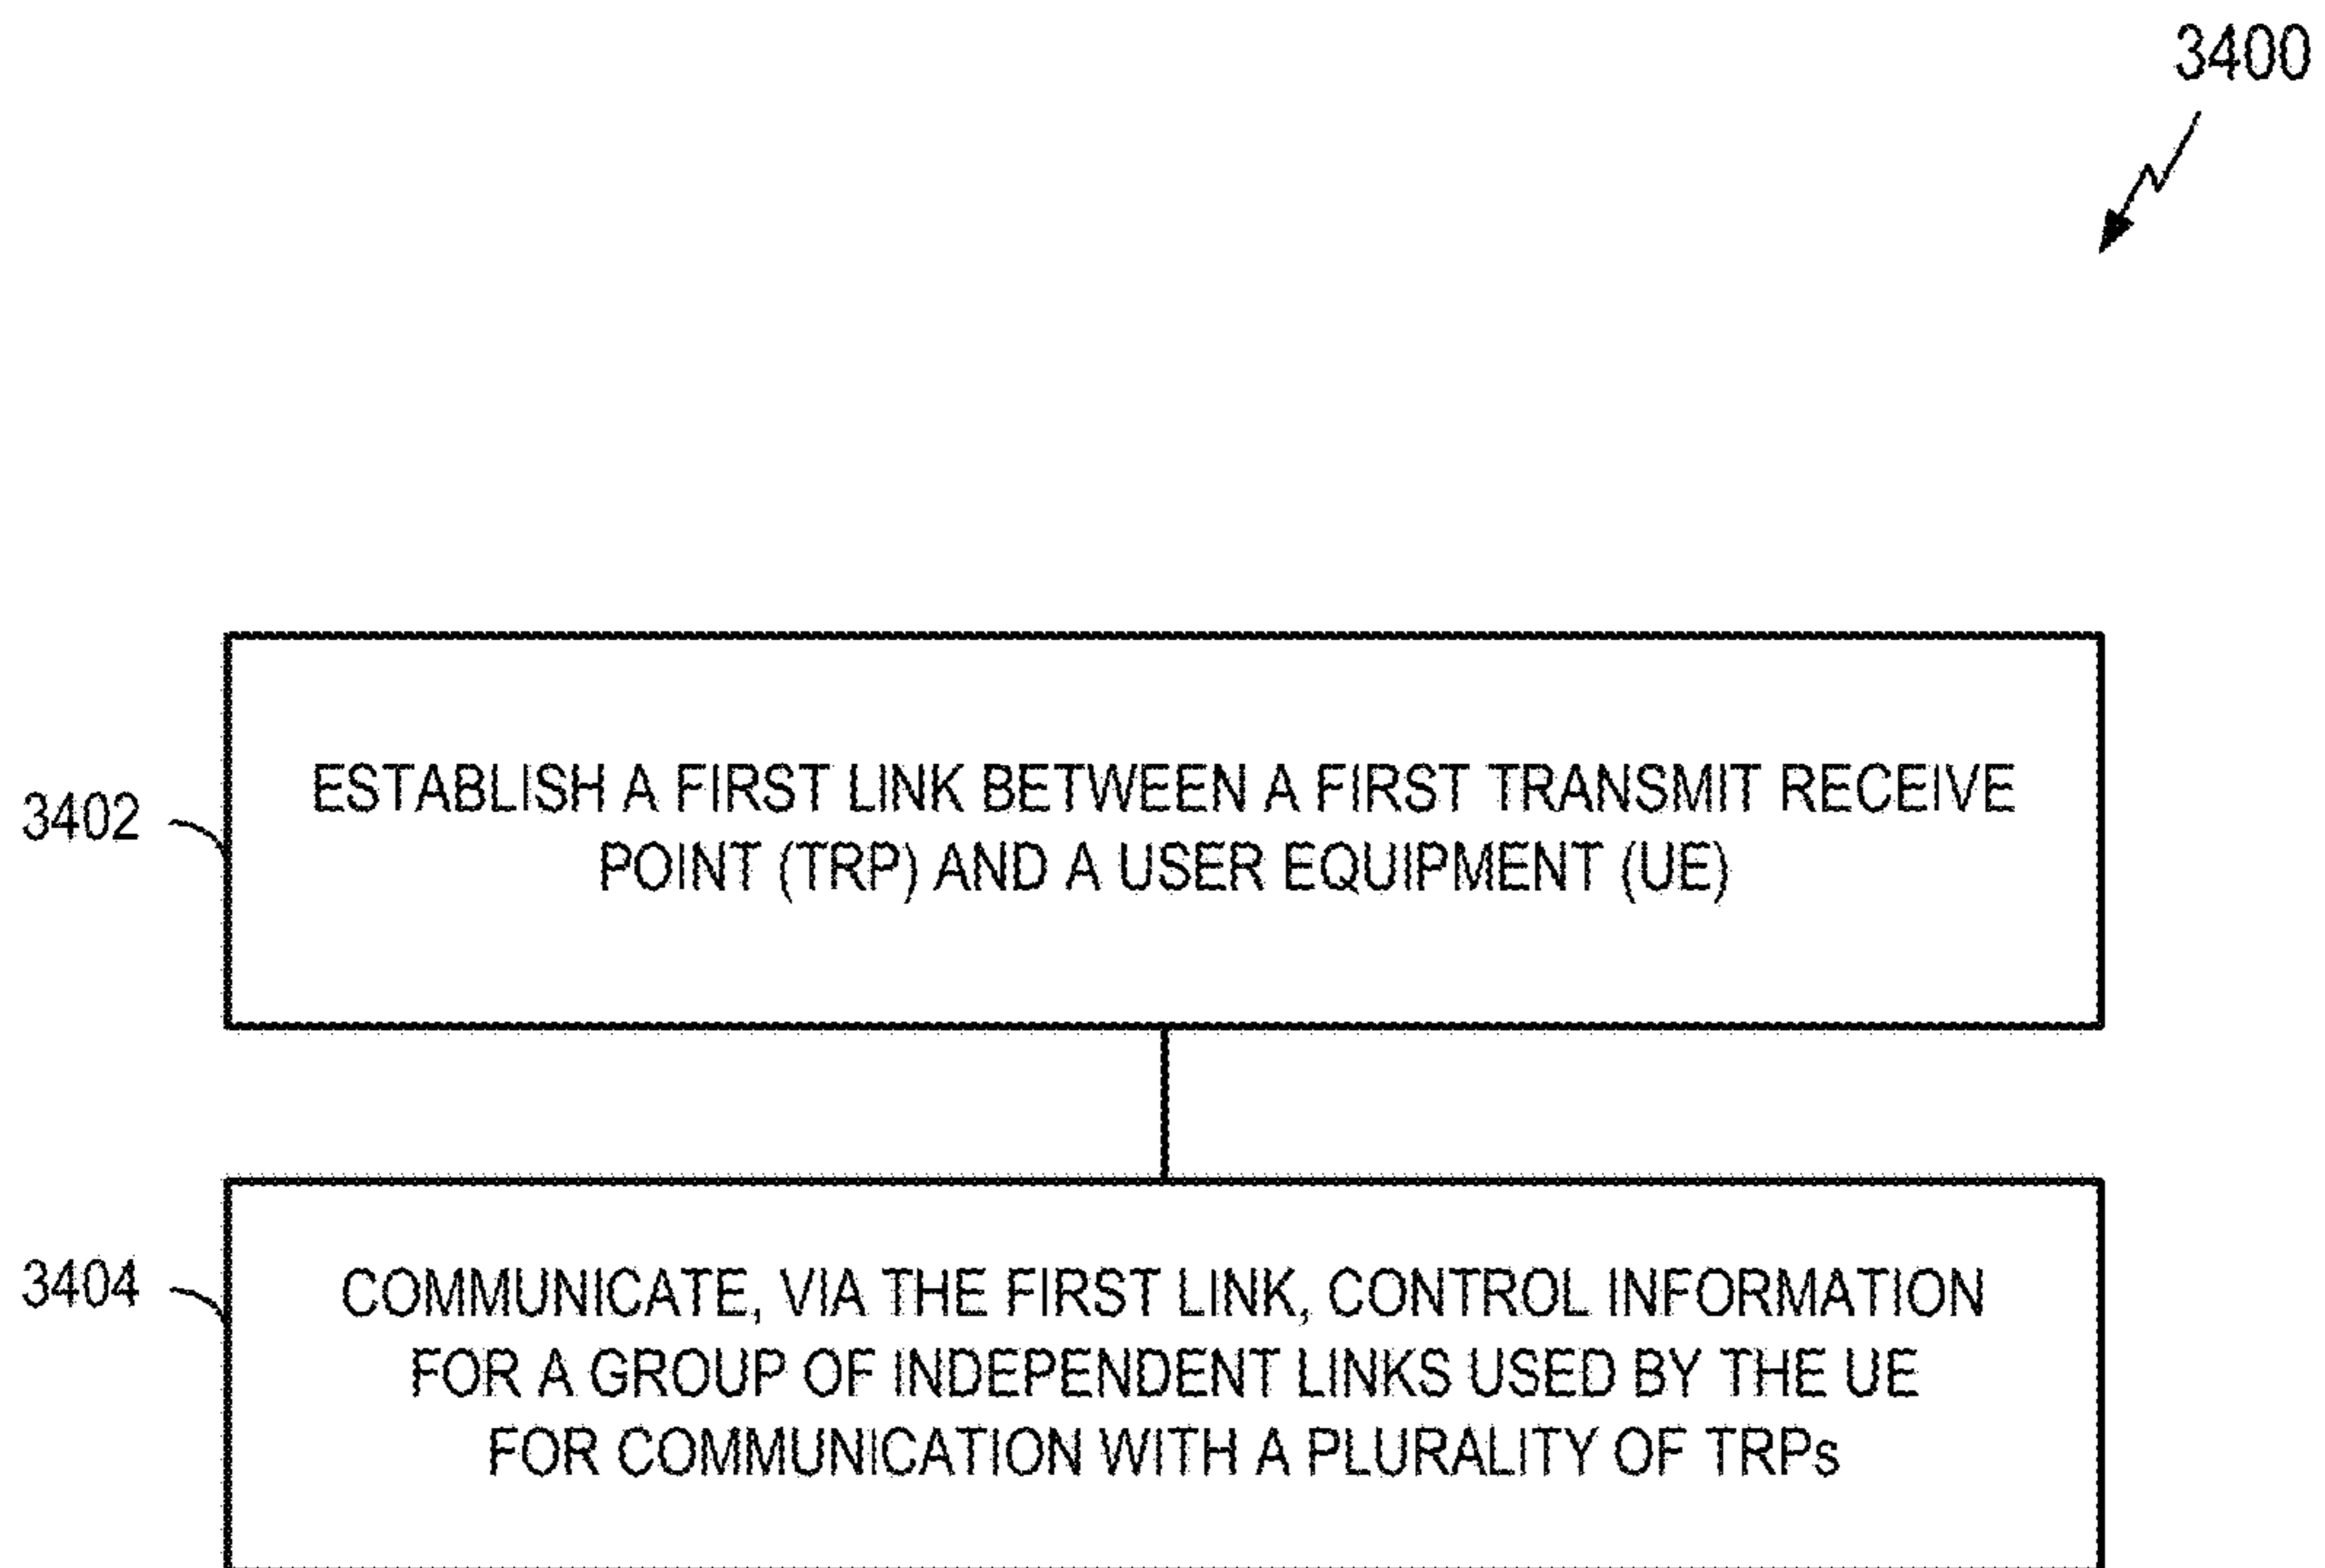 3400
3402
ESTABLISH A FIRST LINK BETWEEN A FIRST TRANSMIT RECEIVE
POINT (TRP) AND A USER EQUIPMENT (UE)
3404
COMMUNICATE, VIA THE FIRST LINK, CONTROL INFORMATION
FOR A GROUP OF INDEPENDENT LINKS USED BY THE UE
FOR COMMUNICATION WITH A PLURALITY OF TRPs